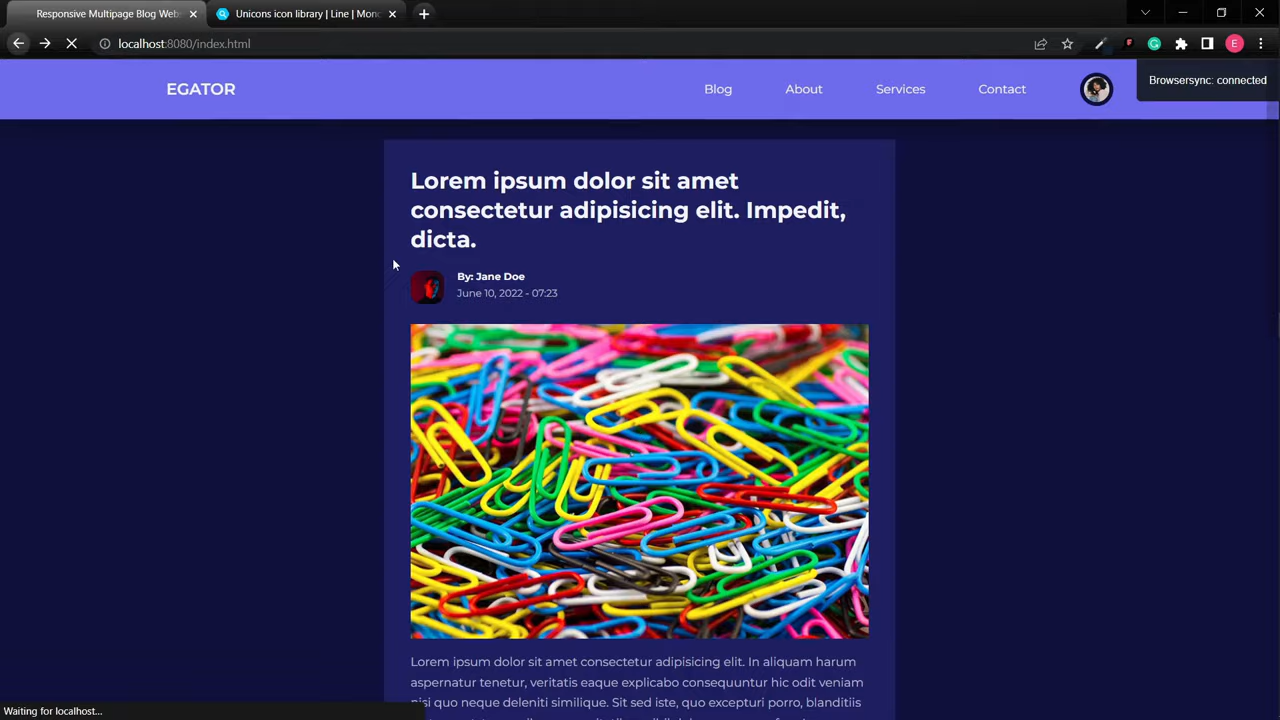 Responsive Multipage Blog Webs
Unicons icon library | Line | Mono
localhost:8080/index.html
EGATOR
Blog
About
Services
Contact
Browsersync: connected
Lorem ipsum dolor sit amet
consectetur adipisicing elit. Impedit,
dicta.
By: Jane Doe
June 10, 2022 - 07:23
Lorem ipsum dolor sit amet consectetur adipisicing elit. In aliquam harum
aspernatur tenetur, veritatis eaque explicabo consequuntur hic odit veniam
nisi quo neque deleniti similique. Sit sed iste, quo excepturi porro, blanditiis
Waiting for localhost...